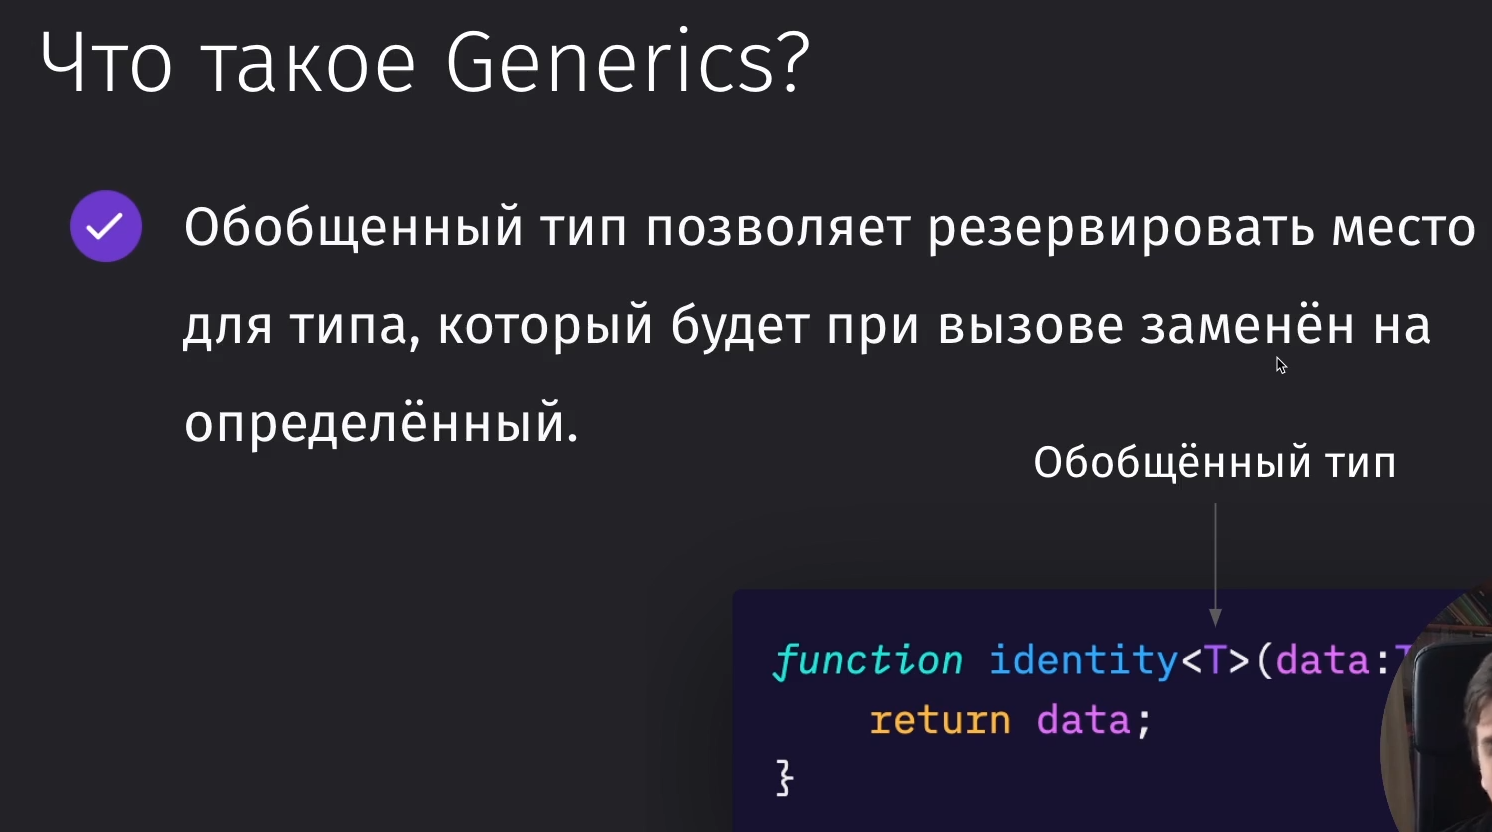 Что такое Generics?
Обобщенный тип позволяет резервировать место
для типа, который будет при вызове заменён на
определённый.
Обобщённый тип
function identity<T>(data:T
return data;
}